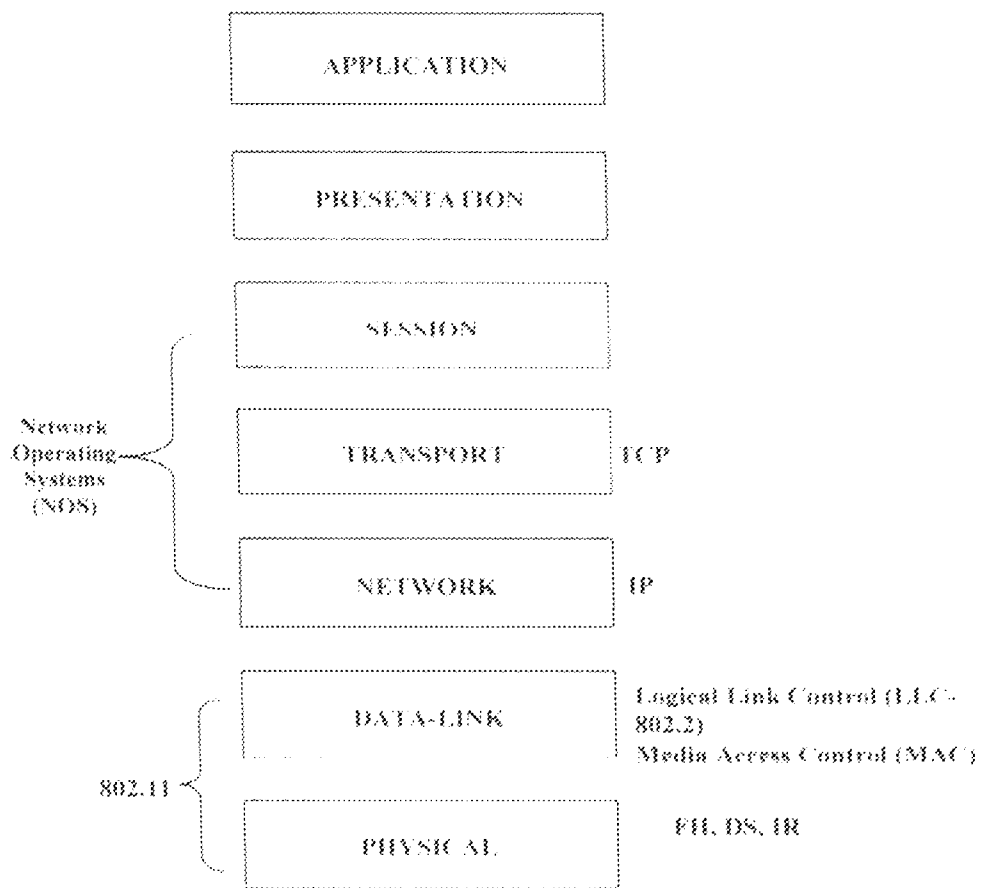 APPLICATION
PRESENTATION
SESSION
Network
Operating
Systems
(NOS)
TRANSPORT
TCP
NETWORK
IP
DATA-LINK
Logical Link Control (LLC-
802.2)
Media Access Control (MAC)
802.11
PHYSICAL
FH, DS, IR